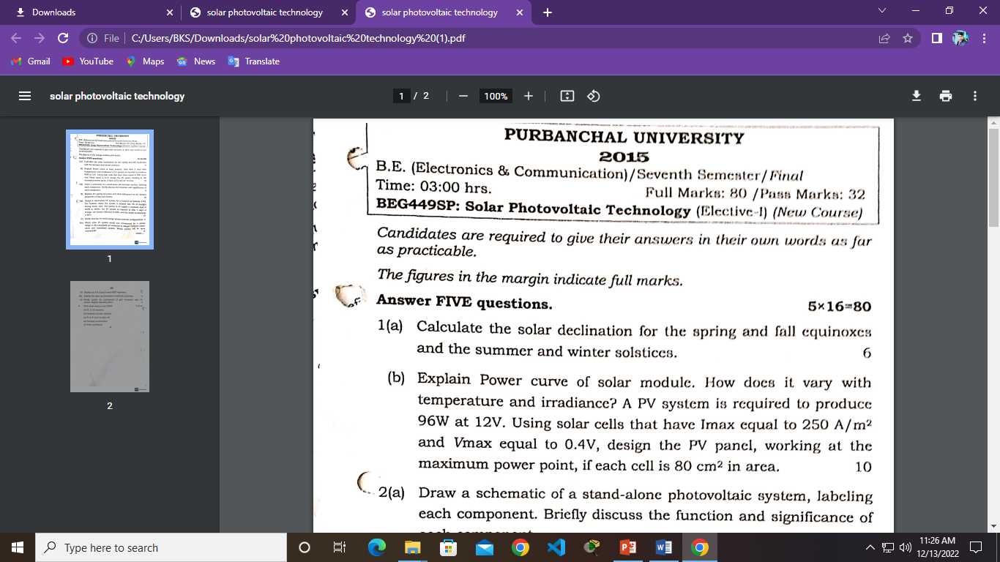 Downloads
solar photovoltaic technology
solar photovoltaic technology
File
C:/Users/BKS/Downloads/solar%20photovoltaic%20technology%20(1).pdf
Gmail
YouTube
Maps
News
Translate
solar photovoltaic technology
1 / 2
100%
1
2
PURBANCHAL UNIVERSITY
2015
B.E. (Electronics & Communication)/Seventh Semester/Final
Time: 03:00 hrs. Full Marks: 80 /Pass Marks: 32
BEG449SP: Solar Photovoltaic Technology (Elective-I) (New Course)
Candidates are required to give their answers in their own words as far
as practicable.
The figures in the margin indicate full marks.
Answer FIVE questions. 5×16=80
1(a) Calculate the solar declination for the spring and fall equinoxes
and the summer and winter solstices. 6
(b) Explain Power curve of solar module. How does it vary with
temperature and irradiance? A PV system is required to produce
96W at 12V. Using solar cells that have Imax equal to 250 A/m²
and Vmax equal to 0.4V, design the PV panel, working at the
maximum power point, if each cell is 80 cm² in area. 10
2(a) Draw a schematic of a stand-alone photovoltaic system, labeling
each component. Briefly discuss the function and significance of
Type here to search
11:26 AM
12/13/2022